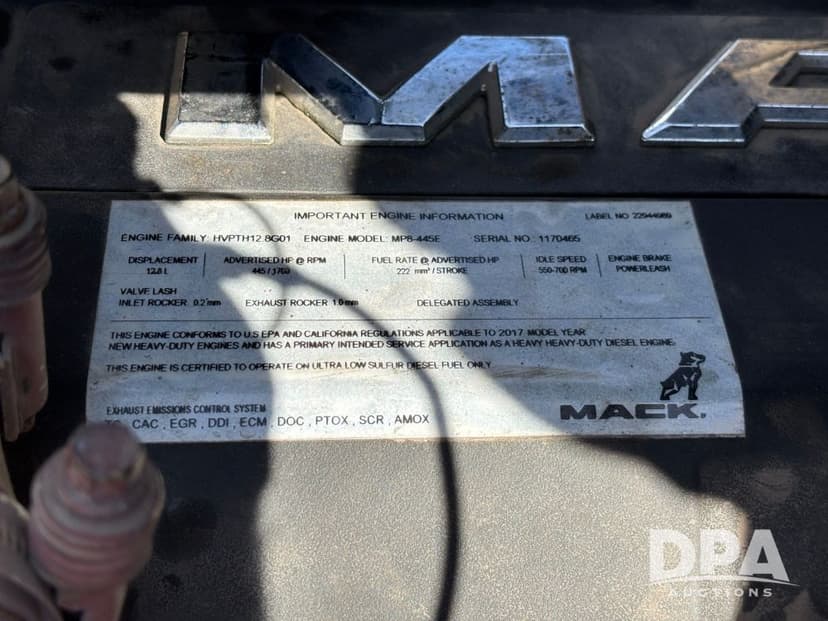 MA
IMPORTANT ENGINE INFORMATION LABEL NO 22944989
ENGINE FAMILY: HVPTH12.8G01 ENGINE MODEL: MP8-445E SERIAL NO: 1170465
DISPLACEMENT ADVERTISED HP @ RPM FUEL RATE @ ADVERTISED HP IDLE SPEED ENGINE BRAKE
12.8 L 445 / 1700 222 mm³ / STROKE 550-700 RPM POWERLEASH
VALVE LASH
INLET ROCKER 0.2 mm EXHAUST ROCKER 1.0 mm DELEGATED ASSEMBLY
THIS ENGINE CONFORMS TO U.S EPA AND CALIFORNIA REGULATIONS APPLICABLE TO 2017 MODEL YEAR
NEW HEAVY-DUTY ENGINES AND HAS A PRIMARY INTENDED SERVICE APPLICATION AS A HEAVY HEAVY-DUTY DIESEL ENGINE.
THIS ENGINE IS CERTIFIED TO OPERATE ON ULTRA LOW SULFUR DIESEL FUEL ONLY
EXHAUST EMISSIONS CONTROL SYSTEM
TC , CAC , EGR , DDI , ECM , DOC , PTOX , SCR , AMOX
MACK.
DPA
AUCTIONS